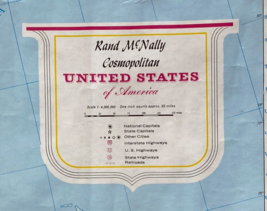 Rand McNally
Cosmopolitan
UNITED STATES
of America
National Capitals
State Capitals
Other Cities
Interstate Highways
U.S. Highways
State Highways
Railroads